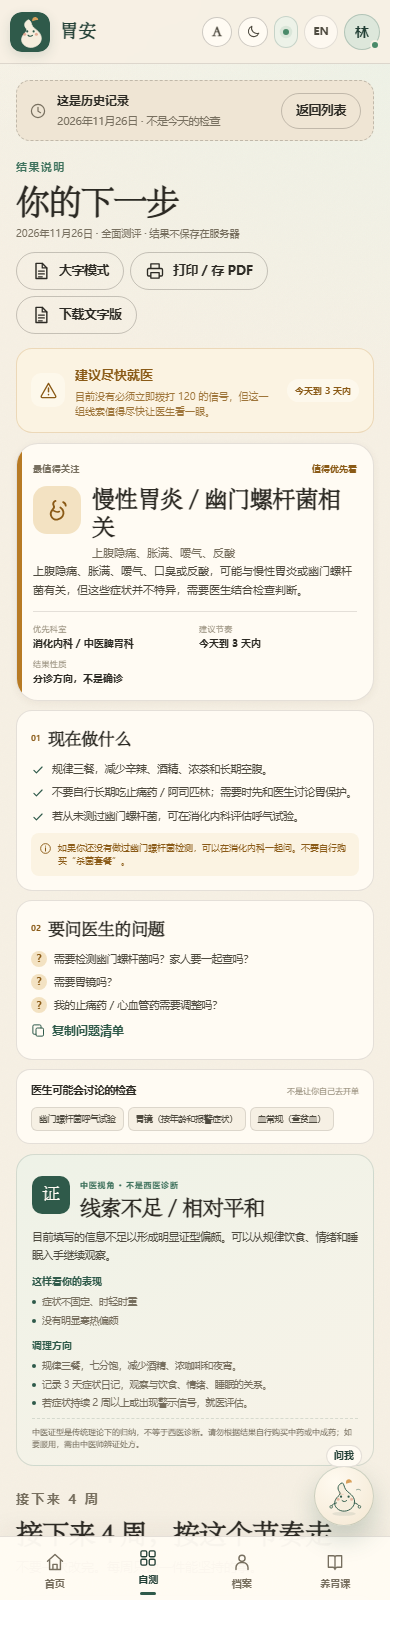 胃安
A
EN
林
这是历史记录
2026年11月26日 · 不是今天的检查
返回列表
结果说明
你的下一步
2026年11月26日 · 全面测评 · 结果不保存在服务器
大字模式
打印 / 存 PDF
下载文字版
建议尽快就医
目前没有必须立即拨打 120 的信号，但这一
组线索值得尽快让医生看一眼。
今天到 3 天内
最值得关注
值得优先看
慢性胃炎 / 幽门螺杆菌相
关
上腹隐痛、胀满、嗳气、反酸
上腹隐痛、胀满、嗳气、口臭或反酸，可能与慢性胃炎或幽门螺杆
菌有关，但这些症状并不特异，需要医生结合检查判断。
优先科室
消化内科 / 中医脾胃科
建议节奏
今天到 3 天内
结果性质
分诊方向，不是确诊
01 现在做什么
规律三餐，减少辛辣、酒精、浓茶和长期空腹。
不要自行长期吃止痛药 / 阿司匹林；需要时先和医生讨论胃保护。
若从未测过幽门螺杆菌，可在消化内科评估呼气试验。
如果你还没有做过幽门螺杆菌检测，可以在消化内科一起问。不要自行购
买“杀菌套餐”。
02 要问医生的问题
? 需要检测幽门螺杆菌吗？家人要一起查吗？
? 需要胃镜吗？
? 我的止痛药 / 心血管药需要调整吗？
复制问题清单
医生可能会讨论的检查
不是让你自己去开单
幽门螺杆菌呼气试验
胃镜（按年龄和报警症状）
血常规（查贫血）
证
中医视角 · 不是西医诊断
线索不足 / 相对平和
目前填写的信息不足以形成明显证型偏颇。可以从规律饮食、情绪和睡
眠入手继续观察。
这样看你的表现
症状不固定、时轻时重
没有明显寒热偏颇
调理方向
规律三餐，七分饱，减少酒精、浓咖啡和夜宵。
记录 3 天症状日记，观察与饮食、情绪、睡眠的关系。
若症状持续 2 周以上或出现警示信号，就医评估。
中医证型是传统医学理论下的归纳，不等于西医诊断。请勿根据结果自行购买中药或中成药；如
要服用，需由中医师辨证处方。
问我
接下来 4 周
接下来 4 周，按这个节奏走
首页
自测
档案
养胃课